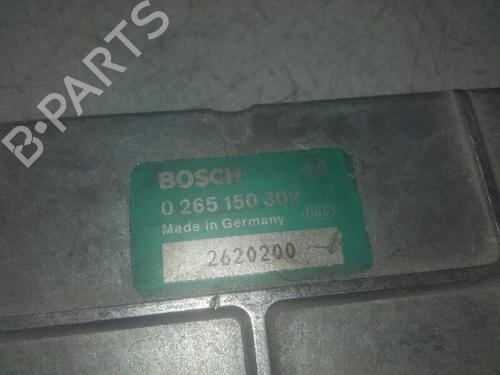 B-PARTS
BOSCH
0 265 150 302
Made in Germany
2620200